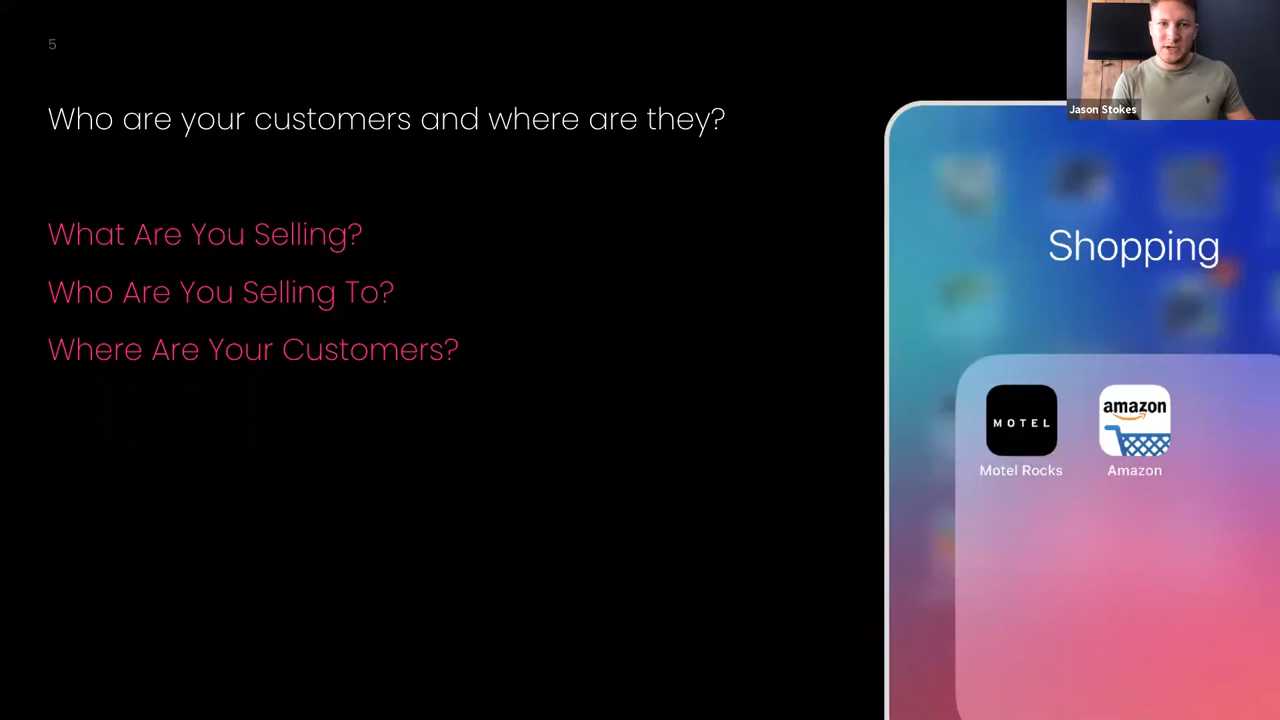 5
Jason Stokes
Who are your customers and where are they?
What Are You Selling?
Who Are You Selling To?
Where Are Your Customers?
Shopping
MOTEL
amazon
Motel Rocks
Amazon